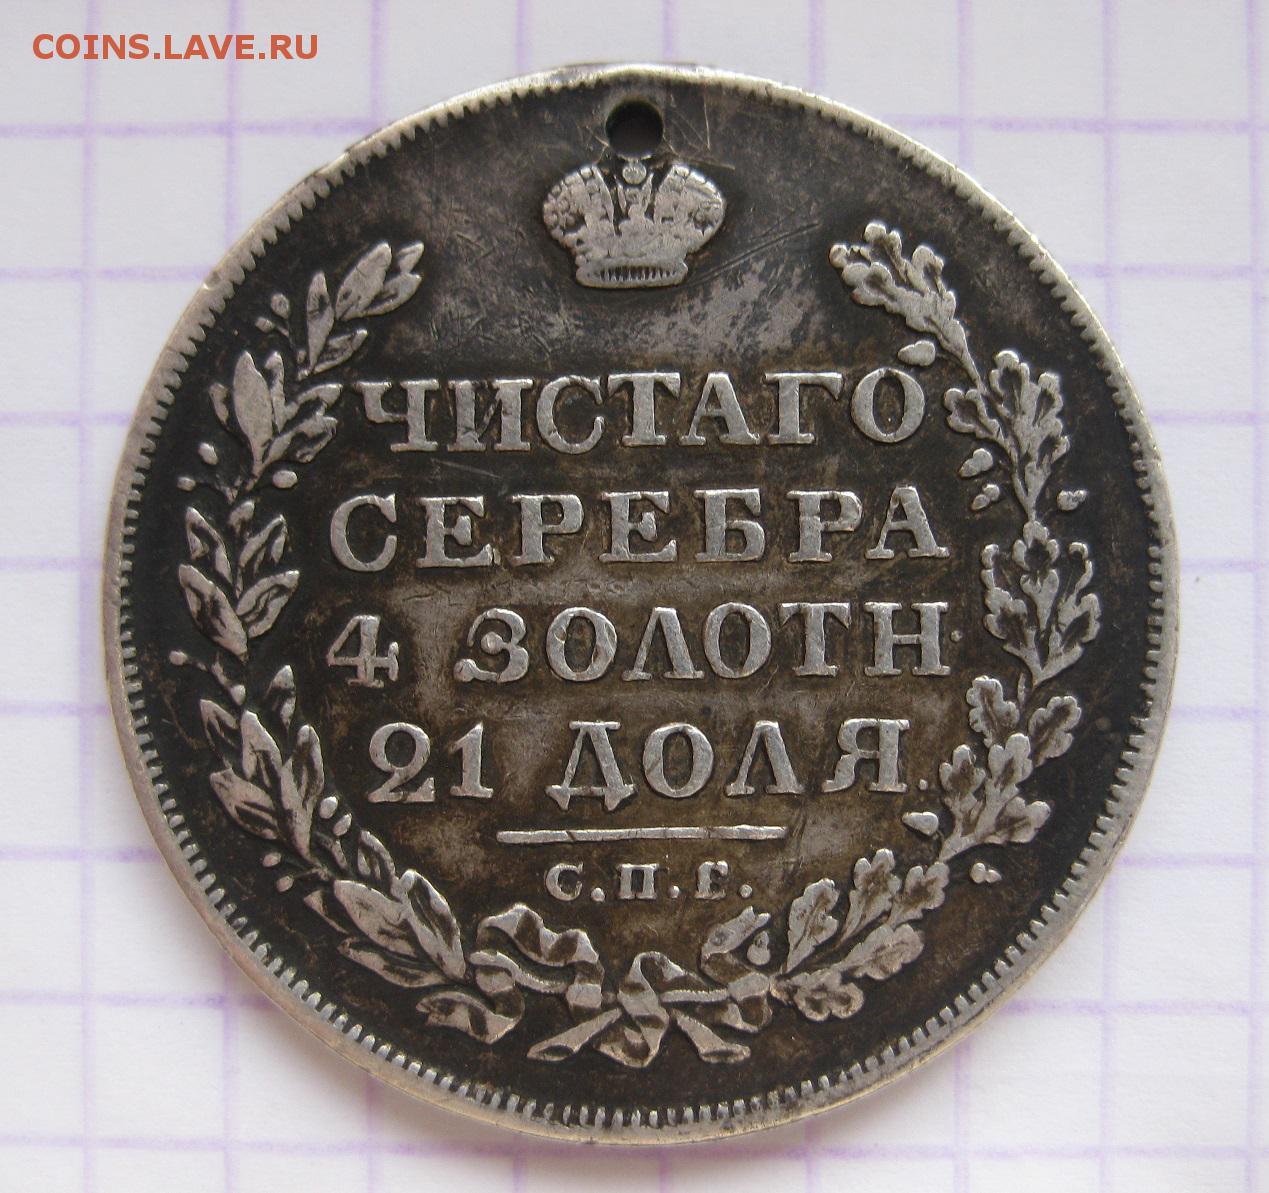 COINS.LAVE.RU
ЧИСТАГО
СЕРЕБРА
4 ЗОЛОТН
21 ДОЛЯ.
С.П.Б.